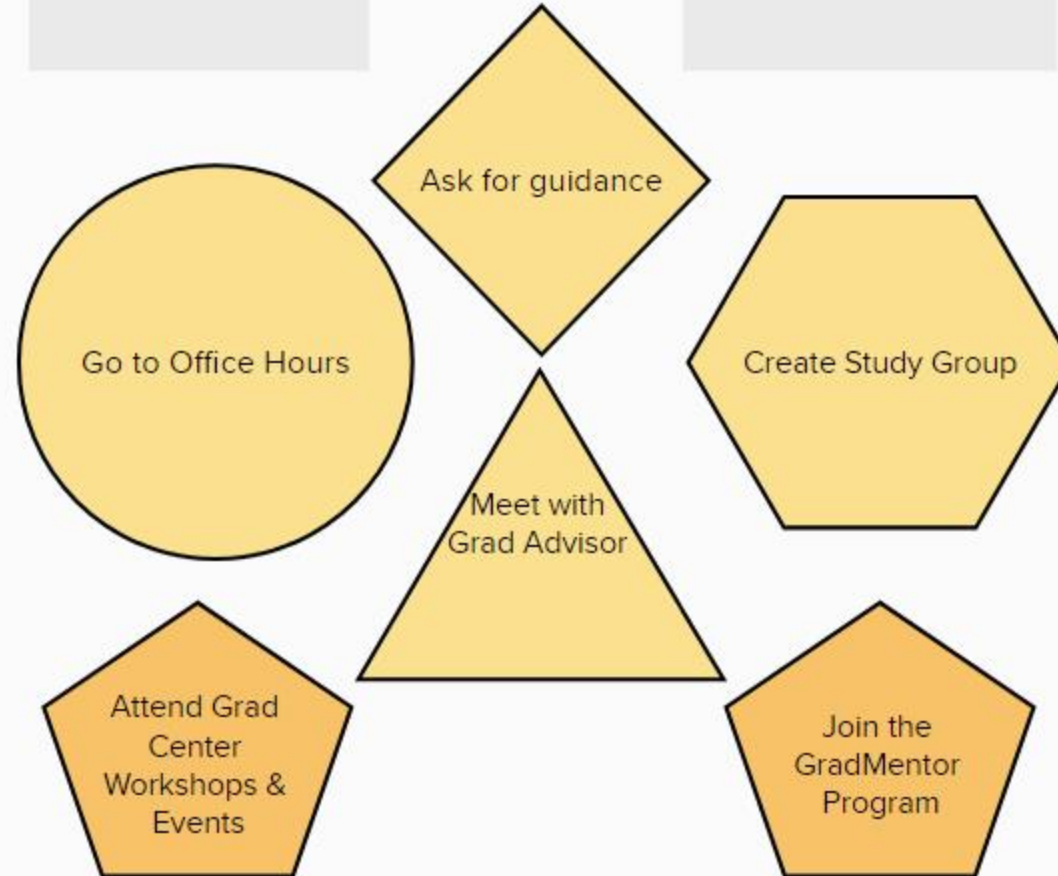 Ask for guidance
Go to Office Hours
Create Study Group
Meet with
Grad Advisor
Attend Grad
Center
Workshops &
Events
Join the
GradMentor
Program